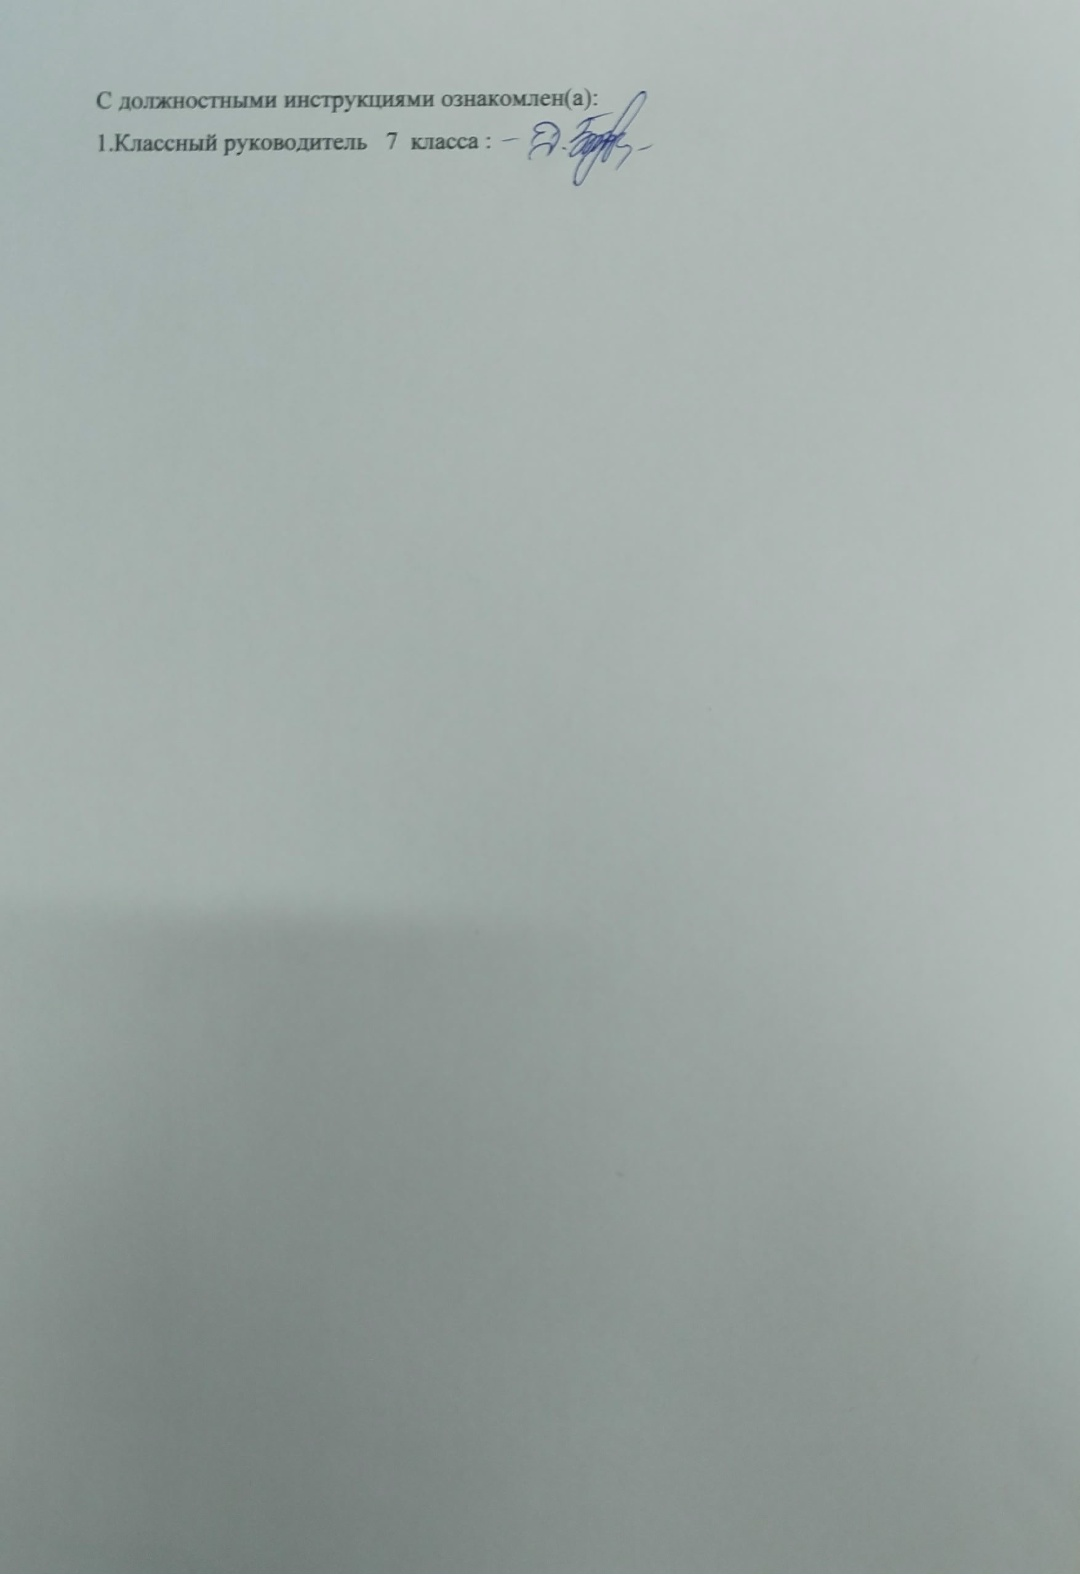 С должностными инструкциями ознакомлен(а):
1.Классный руководитель 7 класса : –